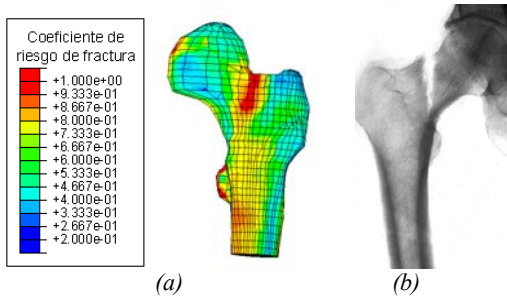 Coeficiente de
riesgo de fractura
+1.000e+00
+9.333e-01
+8.667e-01
+8.000e-01
+7.333e-01
+6.667e-01
+6.000e-01
+5.333e-01
+4.667e-01
+4.000e-01
+3.333e-01
+2.667e-01
+2.000e-01
(a)
(b)